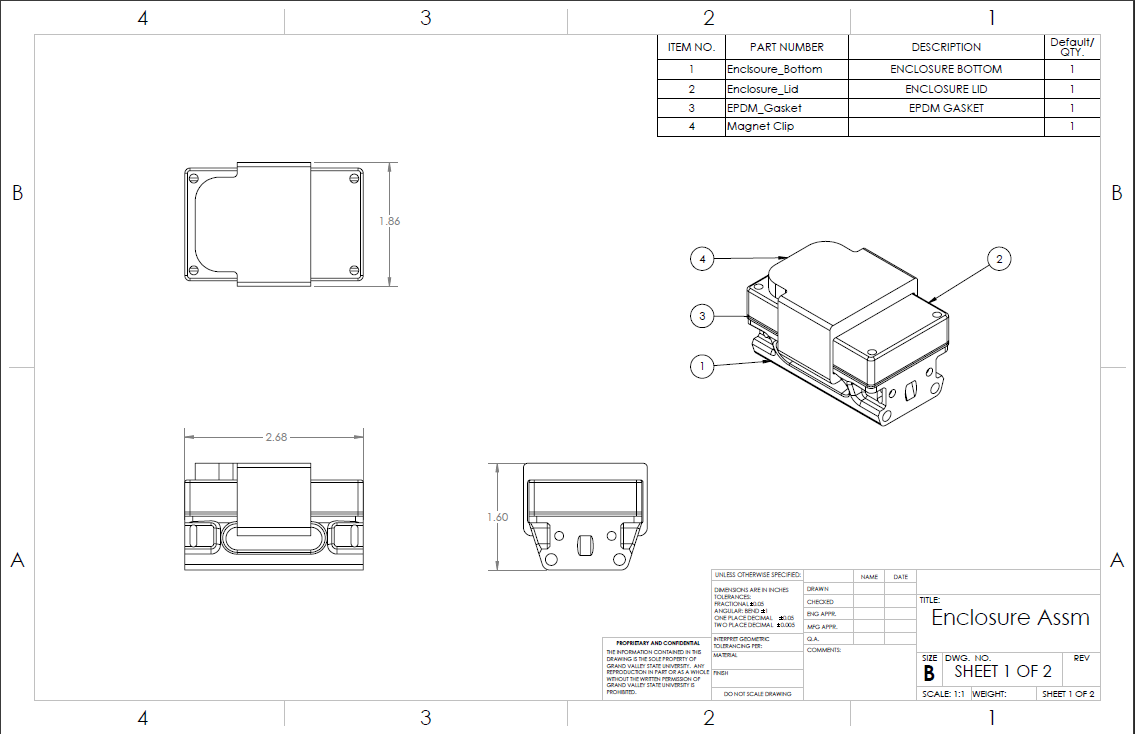 4 3 2 1
ITEM NO. PART NUMBER DESCRIPTION Default/
QTY.
1 Enclsoure_Bottom ENCLOSURE BOTTOM 1
2 Enclosure_Lid ENCLOSURE LID 1
3 EPDM_Gasket EPDM GASKET 1
4 Magnet Clip 1
B B
1.86
4
2
3
1
2.68
1.60
A A
UNLESS OTHERWISE SPECIFIED:
DIMENSIONS ARE IN INCHES
TOLERANCES:
FRACTIONAL ±0.05
ANGULAR: BEND ±1
ONE PLACE DECIMAL ±0.05
TWO PLACE DECIMAL ±0.005
INTERPRET GEOMETRIC
TOLERANCING PER:
MATERIAL
FINISH
DO NOT SCALE DRAWING
NAME DATE
DRAWN
CHECKED
ENG APPR.
MFG APPR.
Q.A.
COMMENTS:
PROPRIETARY AND CONFIDENTIAL
THE INFORMATION CONTAINED IN THIS
DRAWING IS THE SOLE PROPERTY OF
GRAND VALLEY STATE UNIVERSITY. ANY
REPRODUCTION IN PART OR AS A WHOLE
WITHOUT THE WRITTEN PERMISSION OF
GRAND VALLEY STATE UNIVERSITY IS
PROHIBITED.
TITLE:
Enclosure Assm
SIZE DWG. NO. REV
B SHEET 1 OF 2
SCALE: 1:1 WEIGHT: SHEET 1 OF 2
4 3 2 1